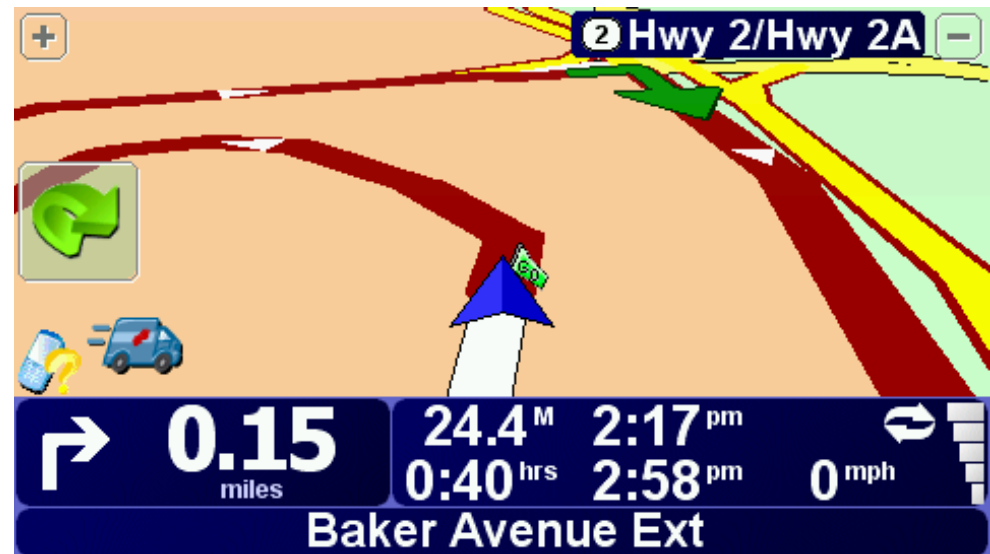 2 Hwy 2/Hwy 2A
GO
0.15
miles
24.4 M 2:17 pm
0:40 hrs 2:58 pm 0 mph
Baker Avenue Ext